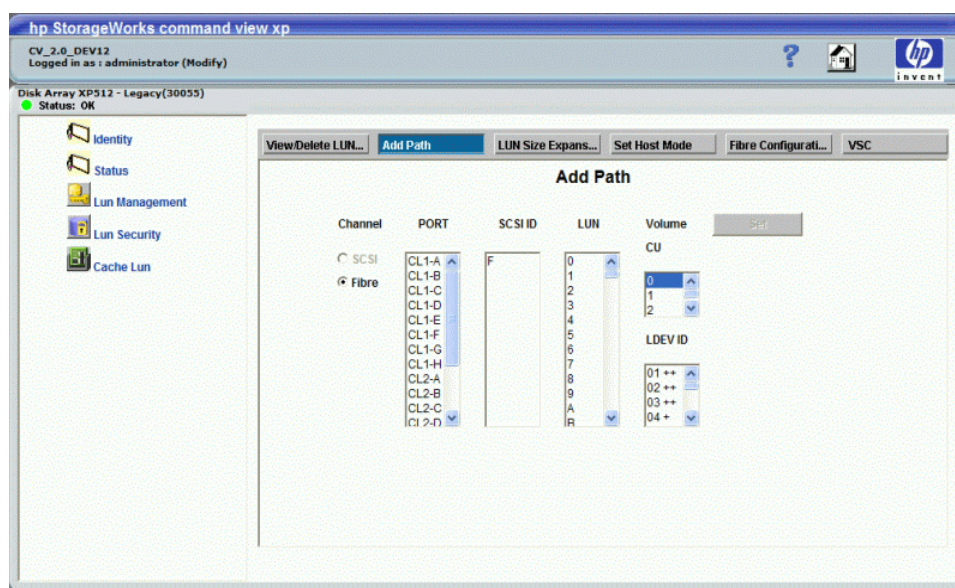 hp StorageWorks command view xp
CV_2.0_DEV12
Logged in as : administrator (Modify)
?
hp
invent
Disk Array XP512 - Legacy(30055)
Status: OK
Identity
Status
Lun Management
Lun Security
Cache Lun
View/Delete LUN... Add Path LUN Size Expans... Set Host Mode Fibre Configurati... VSC
Add Path
Channel PORT SCSI ID LUN Volume Set
CU
SCSI
Fibre
CL1-A
CL1-B
CL1-C
CL1-D
CL1-E
CL1-F
CL1-G
CL1-H
CL2-A
CL2-B
CL2-C
CL2-D
F
0
1
2
3
4
5
6
7
8
9
A
B
0
1
2
LDEV ID
01 ++
02 ++
03 ++
04 +